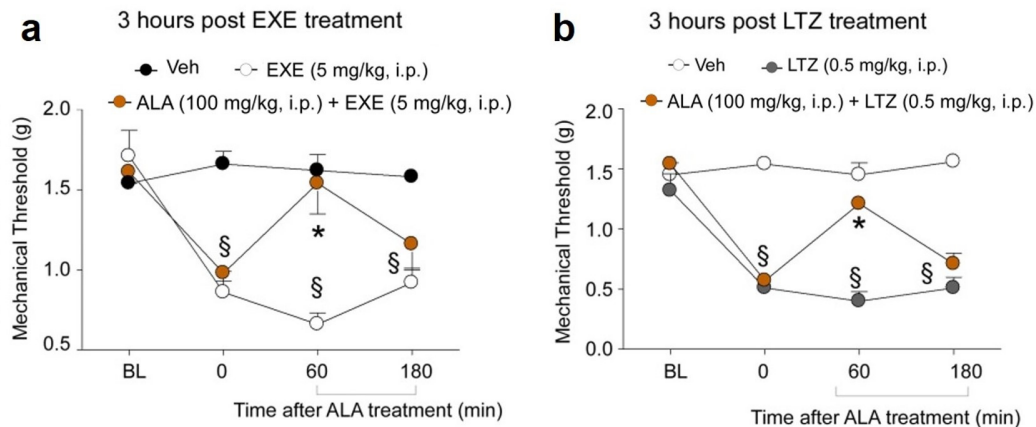 a
3 hours post EXE treatment
Veh EXE (5 mg/kg, i.p.)
ALA (100 mg/kg, i.p.) + EXE (5 mg/kg, i.p.)
Mechanical Threshold (g)
2.0
1.5
1.0
0.5
§
*
§
§
BL 0 60 180
Time after ALA treatment (min)
b
3 hours post LTZ treatment
Veh LTZ (0.5 mg/kg, i.p.)
ALA (100 mg/kg, i.p.) + LTZ (0.5 mg/kg, i.p.)
Mechanical Threshold (g)
2.0
1.5
1.0
0.5
0.0
§
*
§
§
BL 0 60 180
Time after ALA treatment (min)